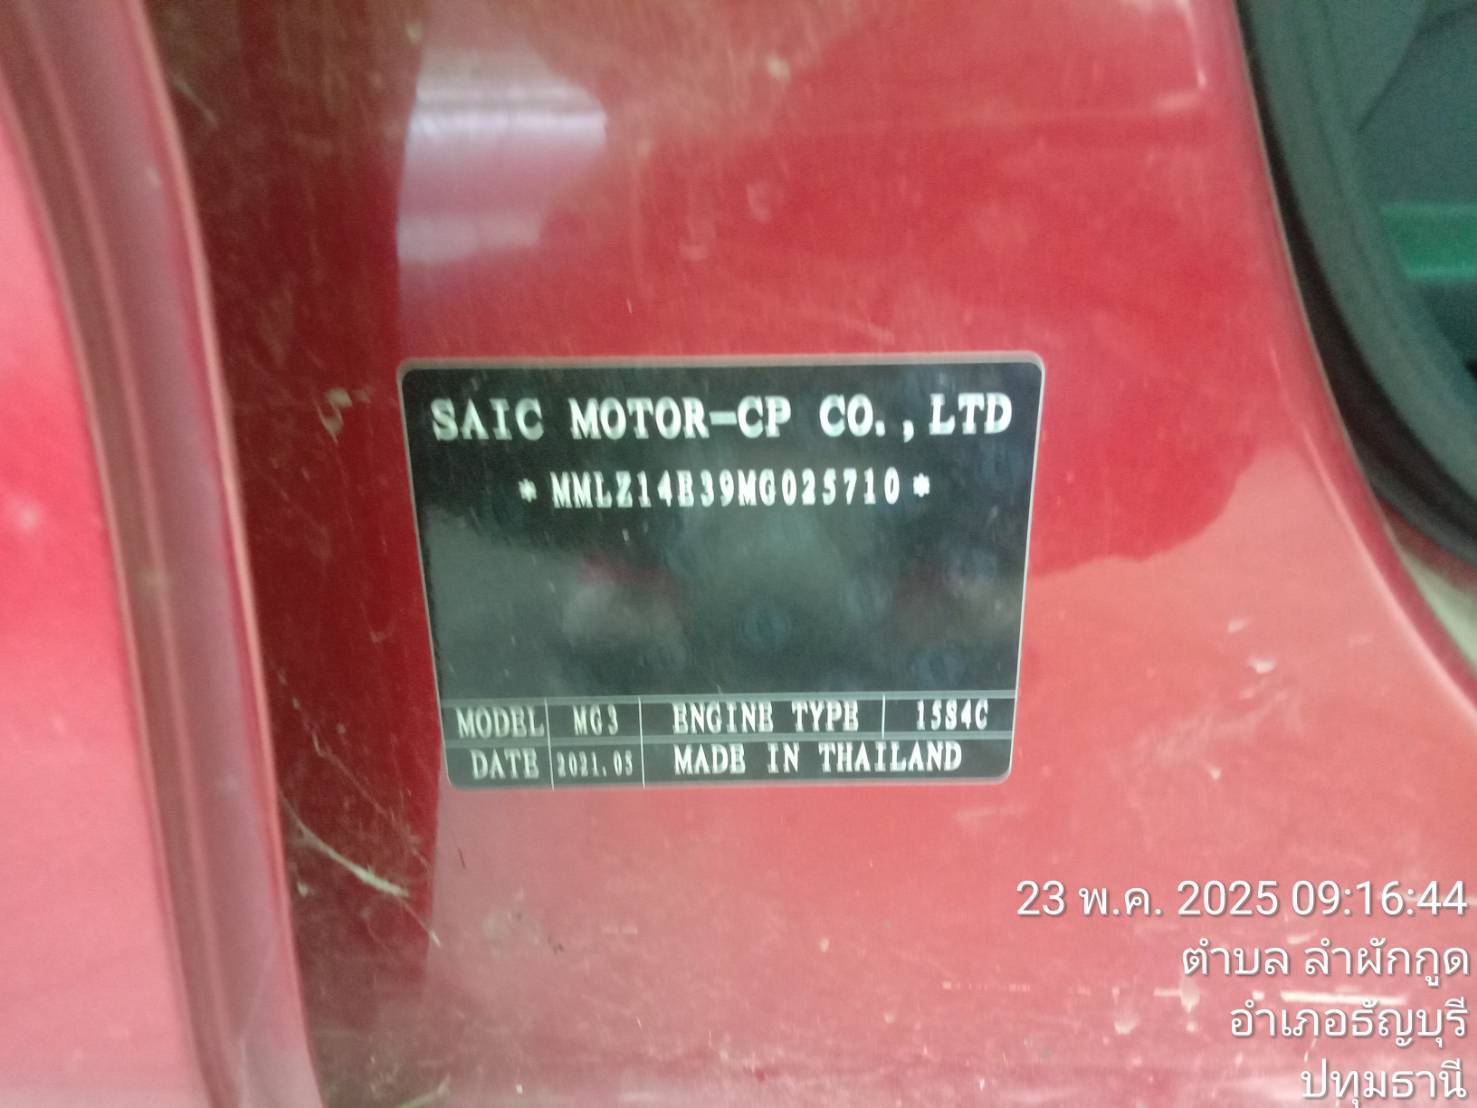 SAIC MOTOR-CP CO.,LTD
*MMLZ14E39MG025710*
MODEL MG3 ENGINE TYPE 15S4C
DATE 2021.05 MADE IN THAILAND
23 พ.ค. 2025 09:16:44
ตำบล ลำผักกูด
อำเภอธัญบุรี
ปทุมธานี